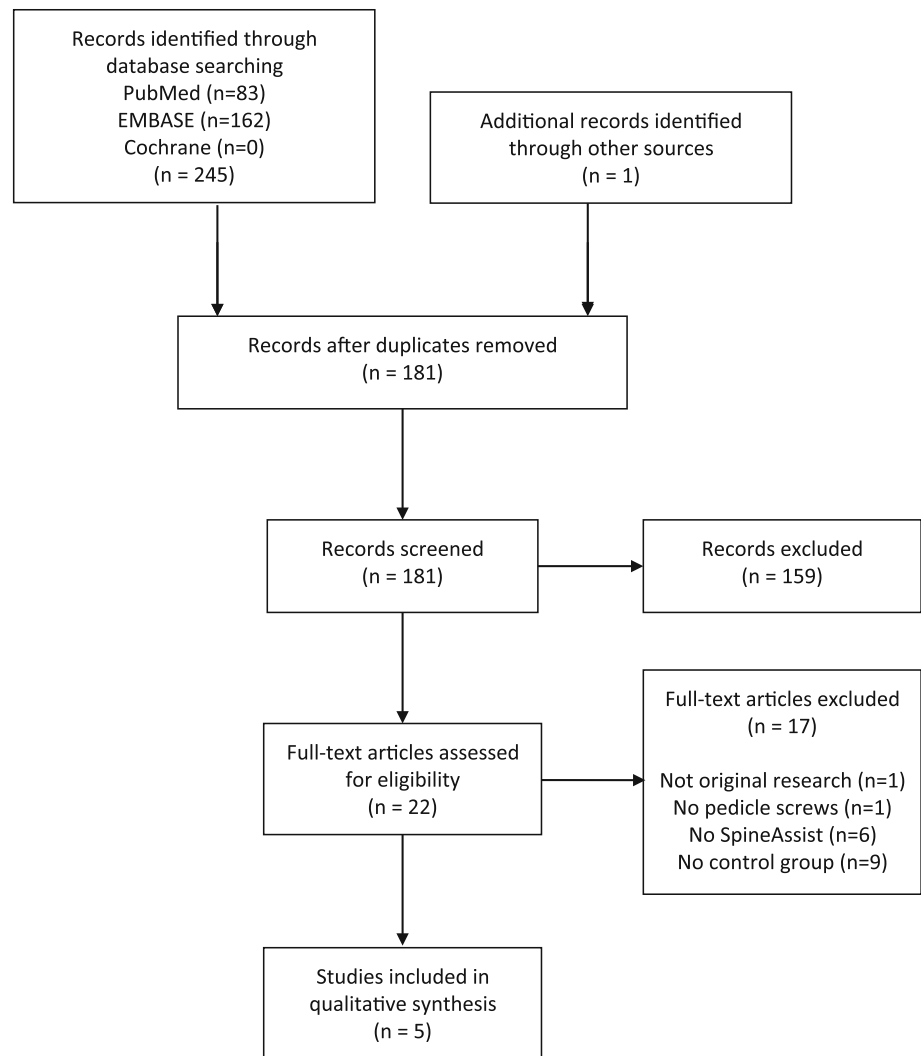 Records identified through
database searching
PubMed (n=83)
EMBASE (n=162)
Cochrane (n=0)
(n = 245)
Additional records identified
through other sources
(n = 1)
Records after duplicates removed
(n = 181)
Records screened
(n = 181)
Records excluded
(n = 159)
Full-text articles assessed
for eligibility
(n = 22)
Full-text articles excluded
(n = 17)
Not original research (n=1)
No pedicle screws (n=1)
No SpineAssist (n=6)
No control group (n=9)
Studies included in
qualitative synthesis
(n = 5)